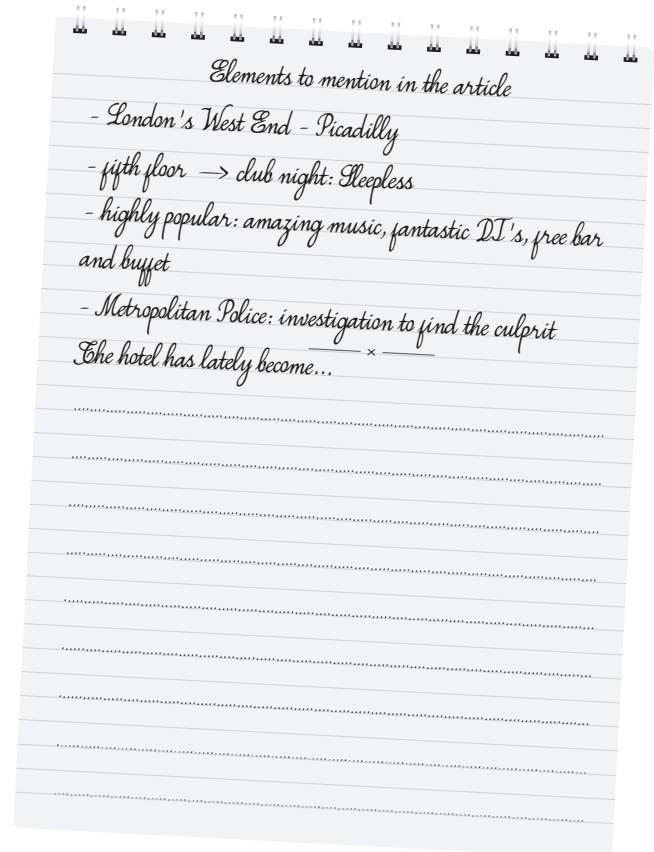 Elements to mention in the article
- London's West End - Picadilly
- fifth floor → club night: Sleepless
- highly popular: amazing music, fantastic DJ's, free bar
and buffet
- Metropolitan Police: investigation to find the culprit
The hotel has lately become...